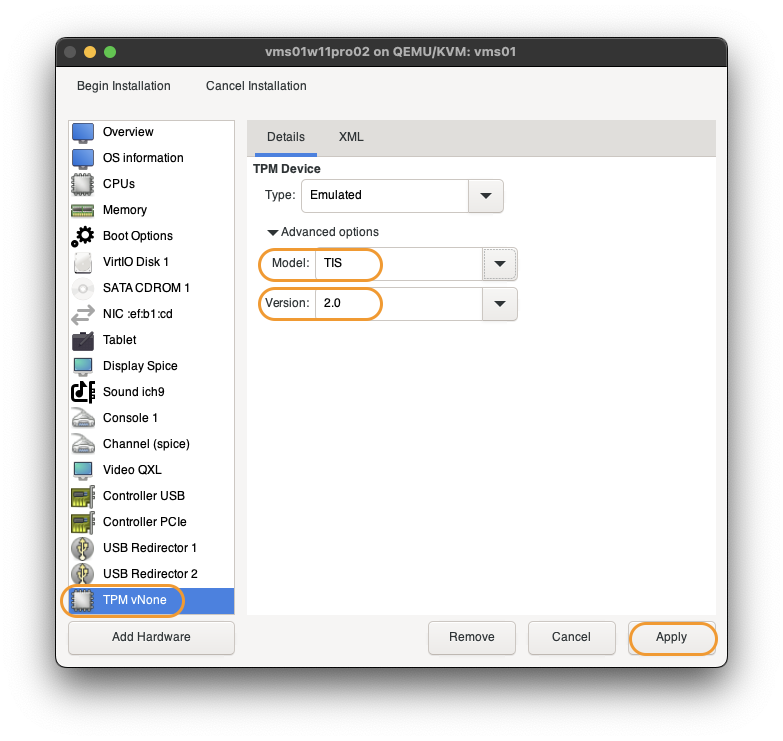 vms01w11pro02 on QEMU/KVM: vms01
Begin Installation
Cancel Installation
Overview
OS information
CPUs
Memory
Boot Options
VirtIO Disk 1
SATA CDROM 1
NIC :ef:b1:cd
Tablet
Display Spice
Sound ich9
Console 1
Channel (spice)
Video QXL
Controller USB
Controller PCIe
USB Redirector 1
USB Redirector 2
TPM vNone
Add Hardware
Details
XML
TPM Device
Type: Emulated
Advanced options
Model: TIS
Version: 2.0
Remove
Cancel
Apply